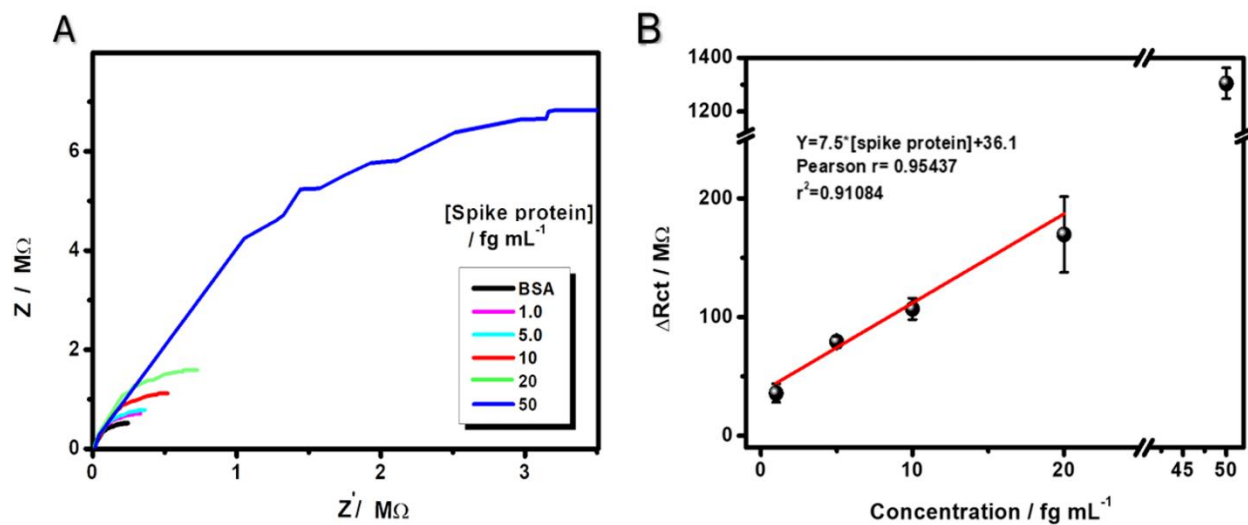 A
Z / MΩ
6
4
2
0
0
1
2
3
Z'/ MΩ
[Spike protein]
/ fg mL⁻¹
BSA
1.0
5.0
10
20
50
B
ΔRct / MΩ
1400
1200
200
100
0
Y=7.5*[spike protein]+36.1
Pearson r= 0.95437
r²=0.91084
0
10
20
45
50
Concentration / fg mL⁻¹